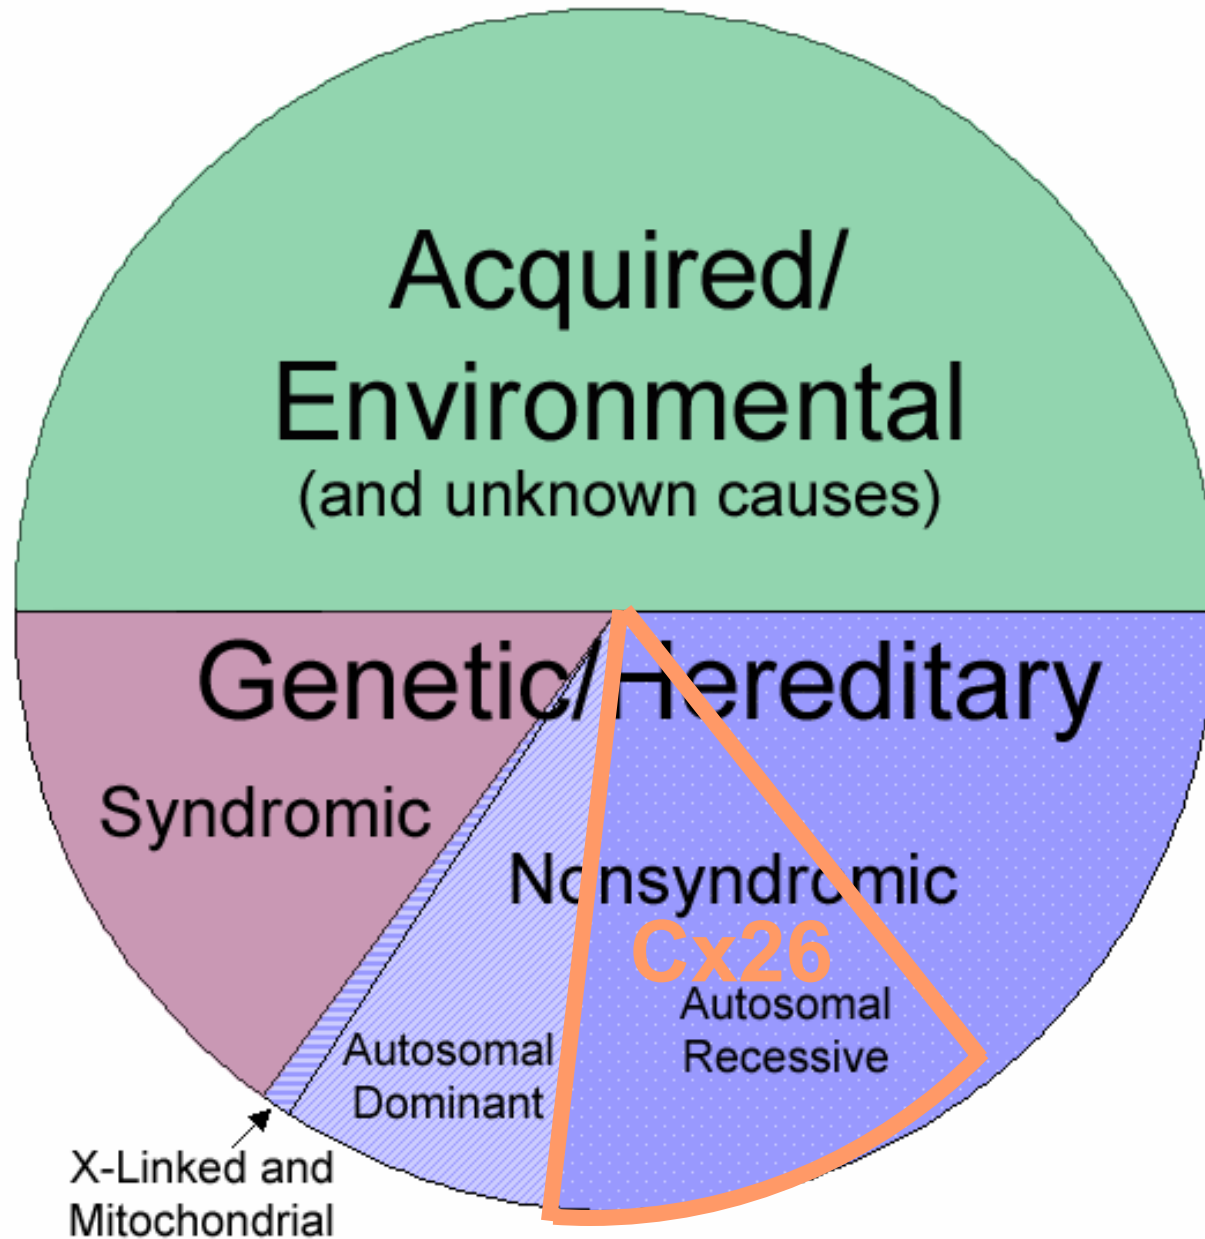 Acquired/
Environmental
(and unknown causes)
Genetic/Hereditary
Syndromic
Nonsyndromic
Cx26
Autosomal
Recessive
Autosomal
Dominant
X-Linked and
Mitochondrial